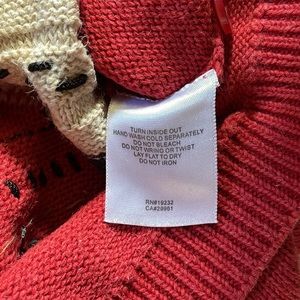 TURN INSIDE OUT
HAND WASH COLD SEPARATELY
DO NOT BLEACH
DO NOT WRING OR TWIST
LAY FLAT TO DRY
DO NOT IRON
RN#19232
CA#28981